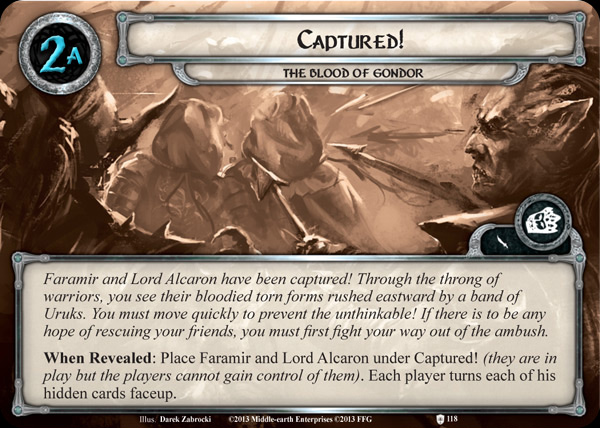 2A
CAPTURED!
THE BLOOD OF GONDOR
Faramir and Lord Alcaron have been captured! Through the throng of
warriors, you see their bloodied torn forms rushed eastward by a band of
Uruks. You must move quickly to prevent the unthinkable! If there is to be any
hope of rescuing your friends, you must first fight your way out of the ambush.
When Revealed: Place Faramir and Lord Alcaron under Captured! (they are in
play but the players cannot gain control of them). Each player turns each of his
hidden cards faceup.
Illus. Darek Zabrocki ©2013 Middle-earth Enterprises ©2013 FFG 118